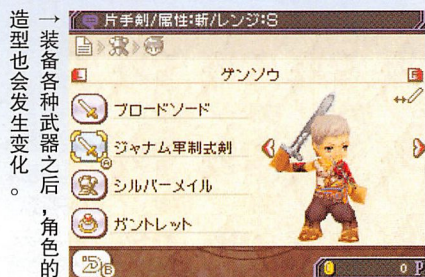 →装备各种武器之后，角色的
造型也会发生变化。
片手剣/属性:斬/レンジ:S
L
ゲンゾウ
R
ブロードソード
ジャナム軍制式剣
A
シルバーメイル
ガントレット
B
0 P